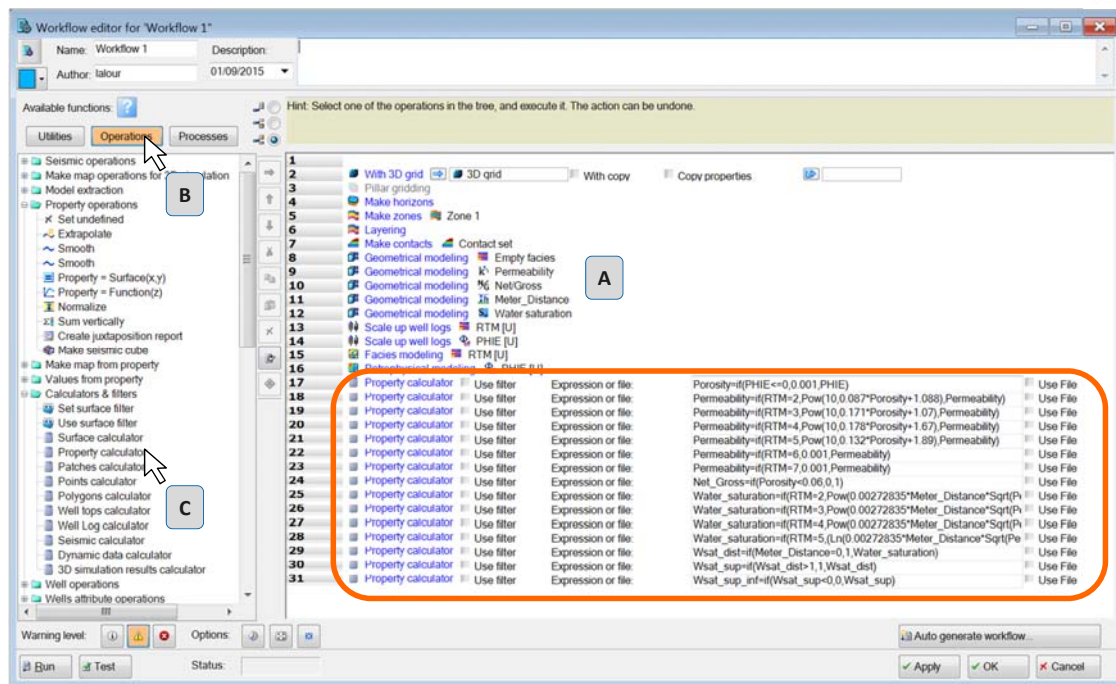 Workflow editor for 'Workflow 1"
Name: Workflow 1 Description:
Author: lalour 01/09/2015
Available functions: ?
Hint: Select one of the operations in the tree, and execute it. The action can be undone.
Utilities Operations Processes
B
Seismic operations
Make map operations for
Model extraction
Property operations
Set undefined
Extrapolate
Smooth
Smooth
Property = Surface(x,y)
Property = Function(z)
Normalize
Sum vertically
Create juxtaposition report
Make seismic cube
Make map from property
Values from property
Calculators & filters
Set surface filter
Use surface filter
Surface calculator
Property calculator
Patches calculator
Points calculator
Polygons calculator
Well tops calculator
Well Log calculator
Seismic calculator
Dynamic data calculator
3D simulation results calculator
Well operations
Wells attribute operations
C
1
2 With 3D grid 3D grid With copy Copy properties
3 Pillar gridding
4 Make horizons
5 Make zones Zone 1
6 Layering
7 Make contacts Contact set
8 Geometrical modeling Empty facies
9 Geometrical modeling Permeability
10 Geometrical modeling Net/Gross
11 Geometrical modeling Meter_Distance
12 Geometrical modeling Water saturation
13 Scale up well logs RTM [U]
14 Scale up well logs PHIE [U]
15 Facies modeling RTM [U]
16 Petrophysical modeling PHIE [U]
A
17 Property calculator Use filter Expression or file: Porosity=if(PHIE<=0,0.001,PHIE) Use File
18 Property calculator Use filter Expression or file: Permeability=if(RTM=2,Pow(10,0.087*Porosity+1.088),Permeability) Use File
19 Property calculator Use filter Expression or file: Permeability=if(RTM=3,Pow(10,0.171*Porosity+1.07),Permeability) Use File
20 Property calculator Use filter Expression or file: Permeability=if(RTM=4,Pow(10,0.178*Porosity+1.67),Permeability) Use File
21 Property calculator Use filter Expression or file: Permeability=if(RTM=5,Pow(10,0.132*Porosity+1.89),Permeability) Use File
22 Property calculator Use filter Expression or file: Permeability=if(RTM=6,0.001,Permeability) Use File
23 Property calculator Use filter Expression or file: Permeability=if(RTM=7,0.001,Permeability) Use File
24 Property calculator Use filter Expression or file: Net_Gross=if(Porosity<0.06,0,1) Use File
25 Property calculator Use filter Expression or file: Water_saturation=if(RTM=2,Pow(0.00272835*Meter_Distance*Sqrt(P Use File
26 Property calculator Use filter Expression or file: Water_saturation=if(RTM=3,Pow(0.00272835*Meter_Distance*Sqrt(P Use File
27 Property calculator Use filter Expression or file: Water_saturation=if(RTM=4,Pow(0.00272835*Meter_Distance*Sqrt(P Use File
28 Property calculator Use filter Expression or file: Water_saturation=if(RTM=5,(Ln(0.00272835*Meter_Distance*Sqrt(Pe Use File
29 Property calculator Use filter Expression or file: Wsat_dist=if(Meter_Distance=0,1,Water_saturation) Use File
30 Property calculator Use filter Expression or file: Wsat_sup=if(Wsat_dist>1,1,Wsat_dist) Use File
31 Property calculator Use filter Expression or file: Wsat_sup_inf=if(Wsat_sup<0,0,Wsat_sup) Use File
Warning level: Options: Auto generate workflow...
Run Test Status: Apply OK Cancel